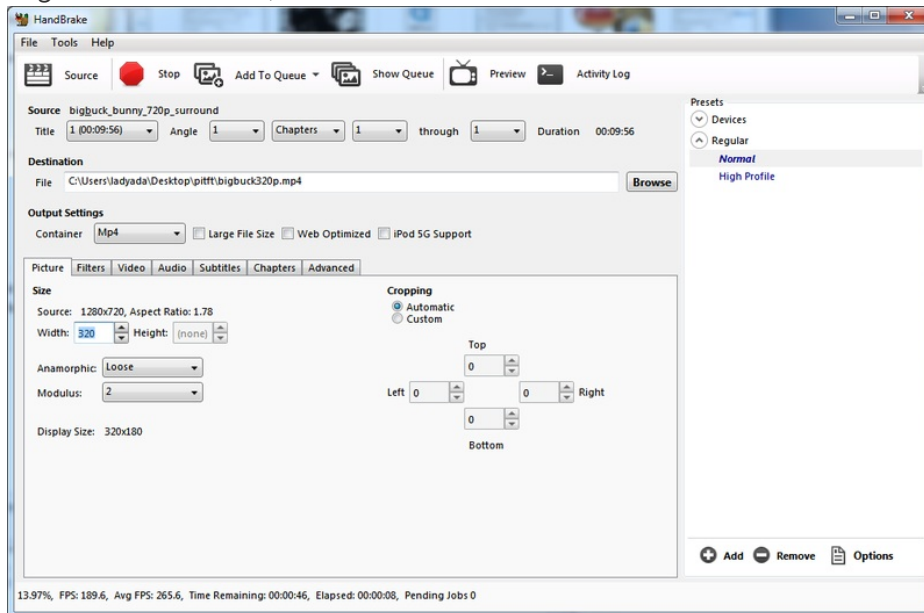 HandBrake
File Tools Help
Source Stop Add To Queue Show Queue Preview Activity Log
Source bigbuck_bunny_720p_surround
Title 1 (00:09:56) Angle 1 Chapters 1 through 1 Duration 00:09:56
Destination
File C:\Users\ladyada\Desktop\pitft\bigbuck320p.mp4 Browse
Output Settings
Container Mp4 Large File Size Web Optimized iPod 5G Support
Picture Filters Video Audio Subtitles Chapters Advanced
Size
Source: 1280x720, Aspect Ratio: 1.78
Width: 320 Height: (none)
Anamorphic: Loose
Modulus: 2
Display Size: 320x180
Cropping
Automatic
Custom
Top
0
Left 0 0 Right
0
Bottom
Presets
Devices
Regular
Normal
High Profile
Add Remove Options
13.97%, FPS: 189.6, Avg FPS: 265.6, Time Remaining: 00:00:46, Elapsed: 00:00:08, Pending Jobs 0